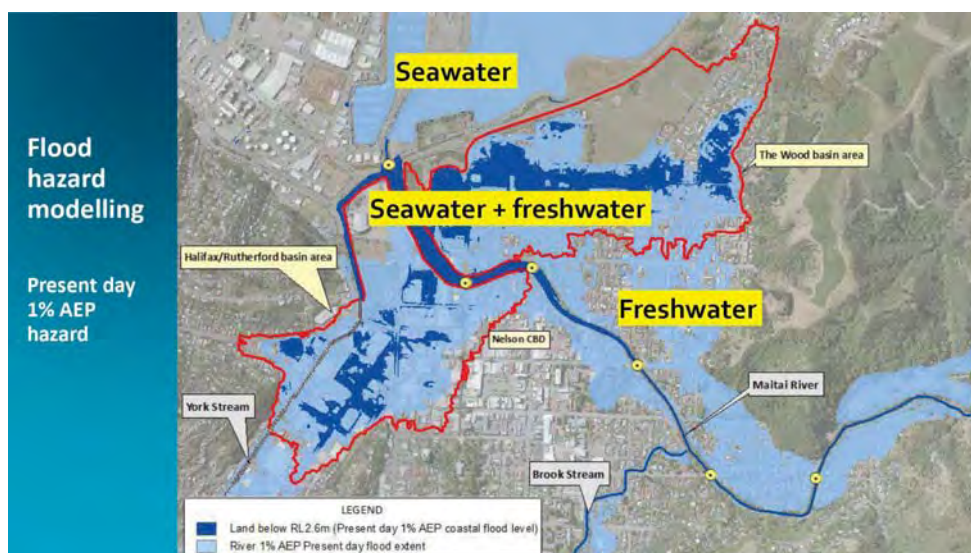 Flood
hazard
modelling
Present day
1% AEP
hazard
Seawater
The Wood basin area
Seawater + freshwater
Halifax/Rutherford basin area
Freshwater
Nelson CBD
Maitai River
York Stream
Brook Stream
LEGEND
Land below RL2.6m (Present day 1% AEP coastal flood level)
River 1% AEP Present day flood extent